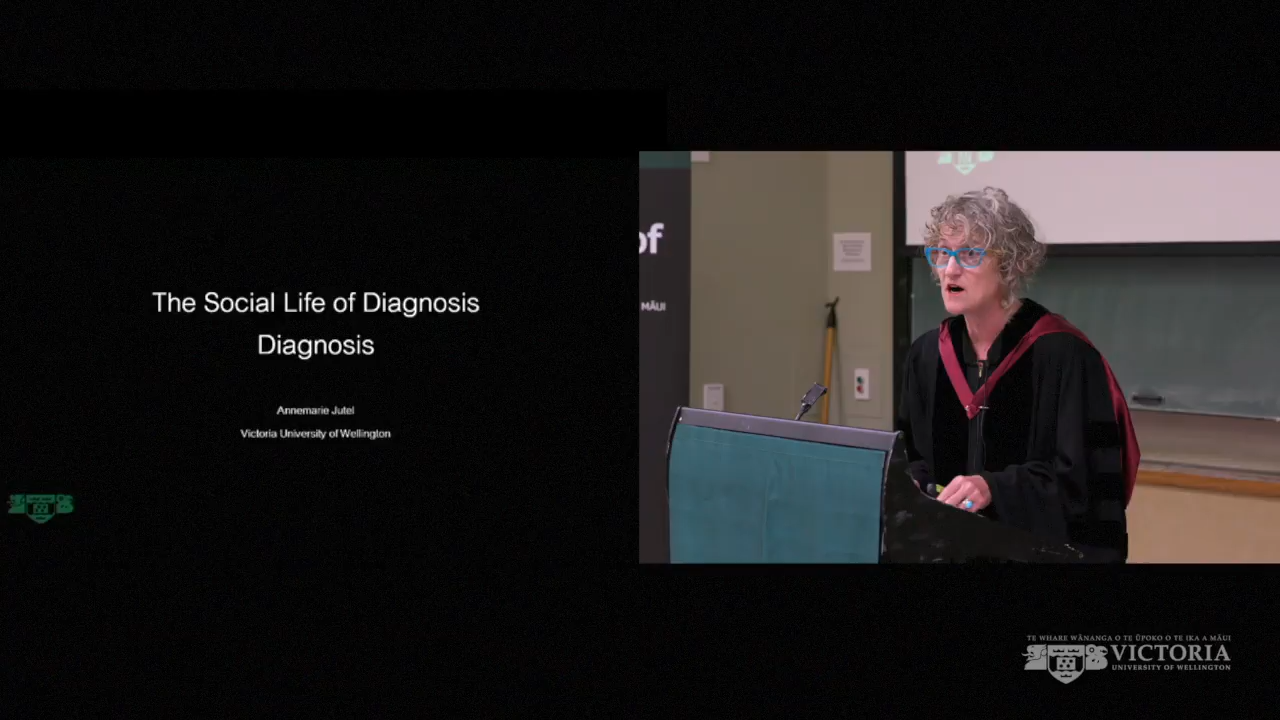 The Social Life of Diagnosis
Diagnosis
Annemarie Jutel
Victoria University of Wellington
of
MĀUI
TE WHARE WĀNANGA O TE ŪPOKO O TE IKA A MĀUI
VICTORIA
UNIVERSITY OF WELLINGTON